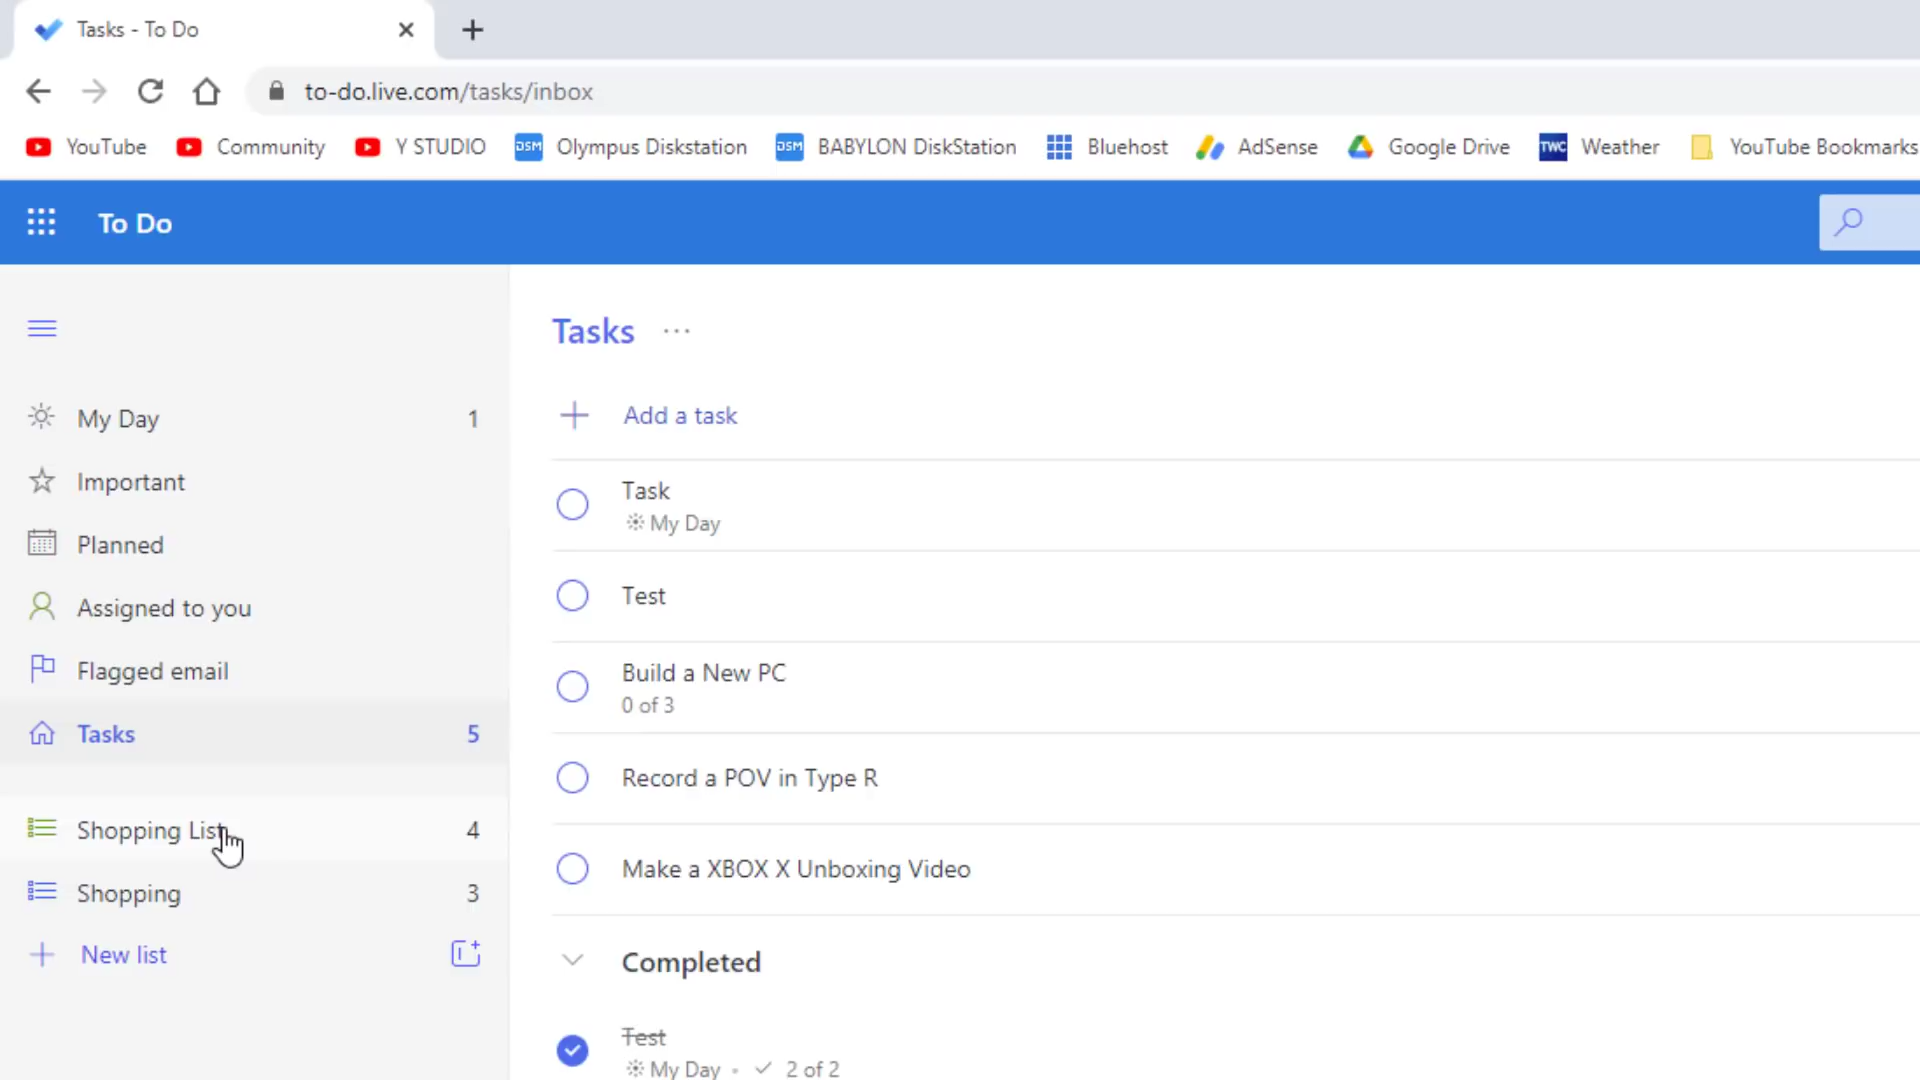 Tasks - To Do
to-do.live.com/tasks/inbox
YouTube Community Y STUDIO DSM Olympus Diskstation DSM BABYLON DiskStation Bluehost AdSense Google Drive TWC Weather YouTube Bookmarks
To Do
My Day 1
Important
Planned
Assigned to you
Flagged email
Tasks 5
Shopping List 4
Shopping 3
New list
Tasks ...
Add a task
Task
My Day
Test
Build a New PC
0 of 3
Record a POV in Type R
Make a XBOX X Unboxing Video
Completed
Test
My Day • 2 of 2